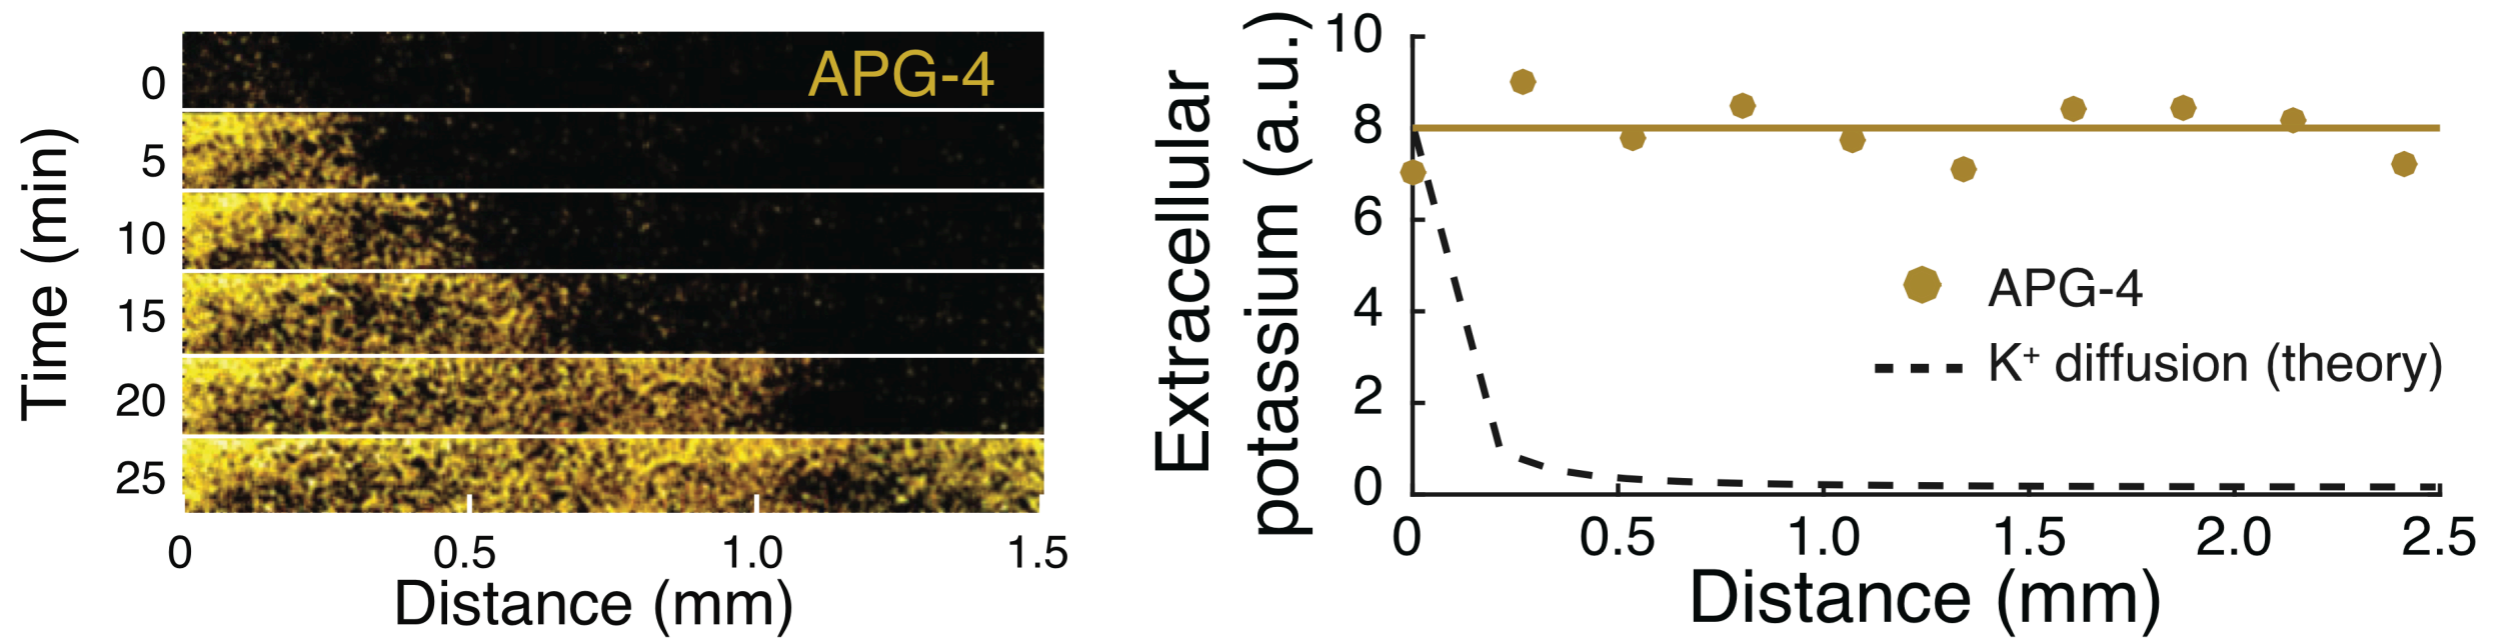 APG-4
Time (min)
0
5
10
15
20
25
0
0.5
1.0
1.5
Distance (mm)
Extracellular
potassium (a.u.)
10
8
6
4
2
0
APG-4
K⁺ diffusion (theory)
0
0.5
1.0
1.5
2.0
2.5
Distance (mm)